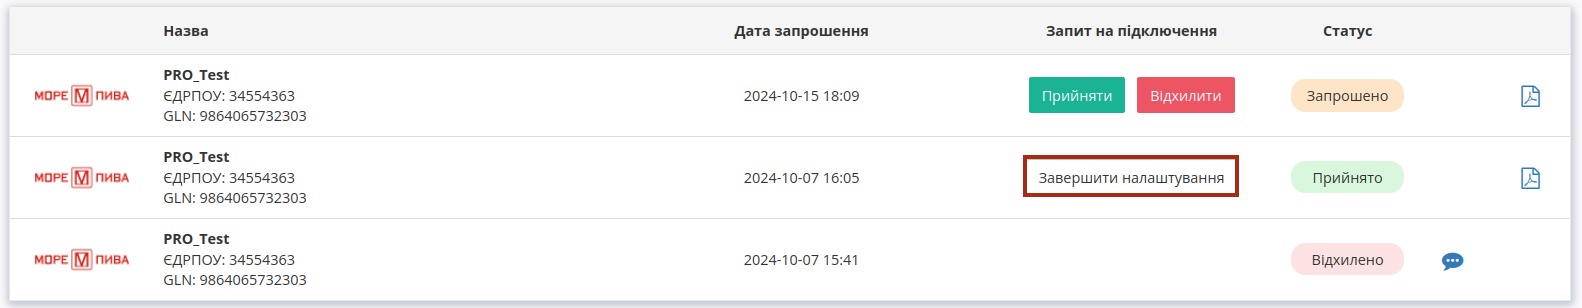 Назва Дата запрошення Запит на підключення Статус
PRO_Test
МОРЕ М ПИВА ЄДРПОУ: 34554363 2024-10-15 18:09 Прийняти Відхилити Запрошено
GLN: 9864065732303
PRO_Test
МОРЕ М ПИВА ЄДРПОУ: 34554363 2024-10-07 16:05 Завершити налаштування Прийнято
GLN: 9864065732303
PRO_Test
МОРЕ М ПИВА ЄДРПОУ: 34554363 2024-10-07 15:41 Відхилено
GLN: 9864065732303